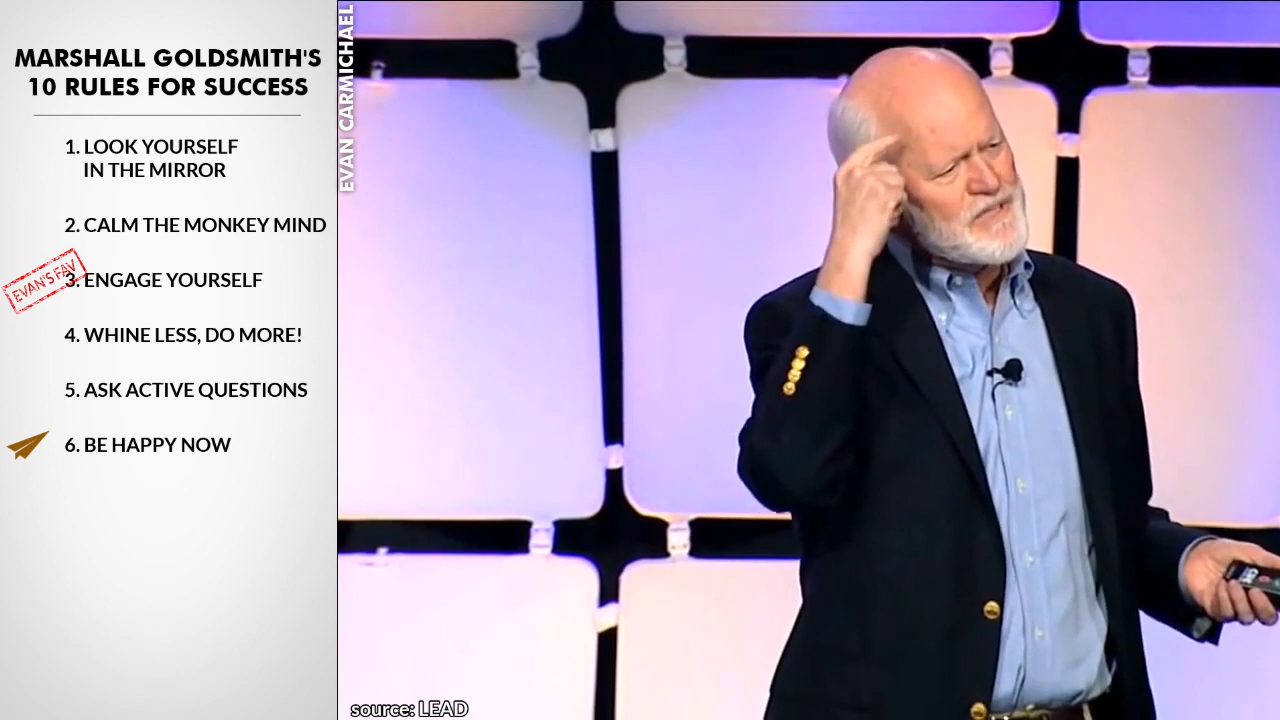 MARSHALL GOLDSMITH'S
10 RULES FOR SUCCESS
1. LOOK YOURSELF
IN THE MIRROR
2. CALM THE MONKEY MIND
EVAN'S FAV
3. ENGAGE YOURSELF
4. WHINE LESS, DO MORE!
5. ASK ACTIVE QUESTIONS
6. BE HAPPY NOW
EVAN CARMICHAEL
source: LEAD